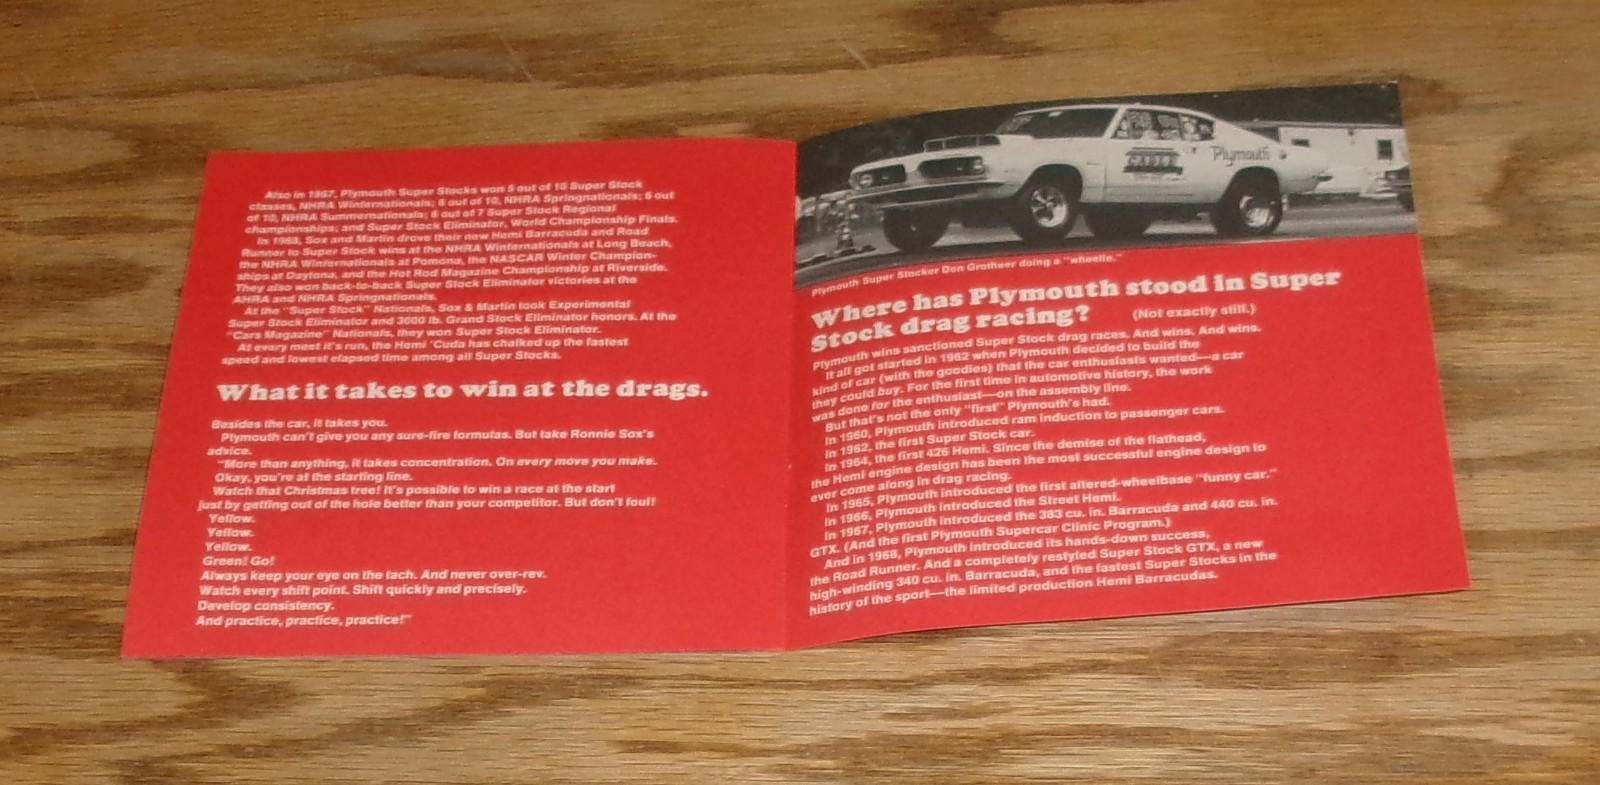 Also in 1967, Plymouth Super Stocks won 5 out of 10 Super Stock
classes, NHRA Winternationals; 6 out of 10, NHRA Springnationals; 6 out
of 10, NHRA Summernationals; 6 out of 7 Super Stock Regional
championships; and Super Stock Eliminator, World Championship Finals.
In 1968, Sox and Martin drove their new Hemi Barracuda and Road
Runner to Super Stock wins at the NHRA Winternationals at Long Beach,
the NHRA Winternationals at Pomona, the NASCAR Winter Champion-
ships at Daytona, and the Hot Rod Magazine Championship at Riverside.
They also won back-to-back Super Stock Eliminator victories at the
AHRA and NHRA Springnationals.
At the "Super Stock" Nationals, Sox & Martin took Experimental
Super Stock Eliminator and 3000 lb. Grand Stock Eliminator honors. At the
"Cars Magazine" Nationals, they won Super Stock Eliminator.
At every meet it's run, the Hemi 'Cuda has chalked up the fastest
speed and lowest elapsed time among all Super Stocks.
What it takes to win at the drags.
Besides the car, it takes you.
Plymouth can't give you any sure-fire formulas. But take Ronnie Sox's
advice.
"More than anything, it takes concentration. On every move you make.
Okay, you're at the starting line.
Watch that Christmas tree! It's possible to win a race at the start
just by getting out of the hole better than your competitor. But don't foul!
Yellow.
Yellow.
Yellow.
Green! Go!
Always keep your eye on the tach. And never over-rev.
Watch every shift point. Shift quickly and precisely.
Develop consistency.
And practice, practice, practice!"
Plymouth
Plymouth Super Stocker Don Grotheer doing a "wheelie."
Where has Plymouth stood in Super
Stock drag racing? (Not exactly still.)
Plymouth wins sanctioned Super Stock drag races. And wins. And wins.
It all got started in 1962 when Plymouth decided to build the
kind of car (with the goodies) that the car enthusiasts wanted—a car
they could buy. For the first time in automotive history, the work
was done for the enthusiast—on the assembly line.
But that's not the only "first" Plymouth's had.
In 1960, Plymouth introduced ram induction to passenger cars.
In 1962, the first Super Stock car.
In 1964, the first 426 Hemi. Since the demise of the flathead,
the Hemi engine design has been the most successful engine design to
ever come along in drag racing.
In 1965, Plymouth introduced the first altered-wheelbase "funny car."
In 1966, Plymouth introduced the Street Hemi.
In 1967, Plymouth introduced the 383 cu. in. Barracuda and 440 cu. in.
GTX. (And the first Plymouth Supercar Clinic Program.)
And in 1968, Plymouth introduced its hands-down success,
the Road Runner. And a completely restyled Super Stock GTX, a new
high-winding 340 cu. in. Barracuda, and the fastest Super Stocks in the
history of the sport—the limited production Hemi Barracudas.